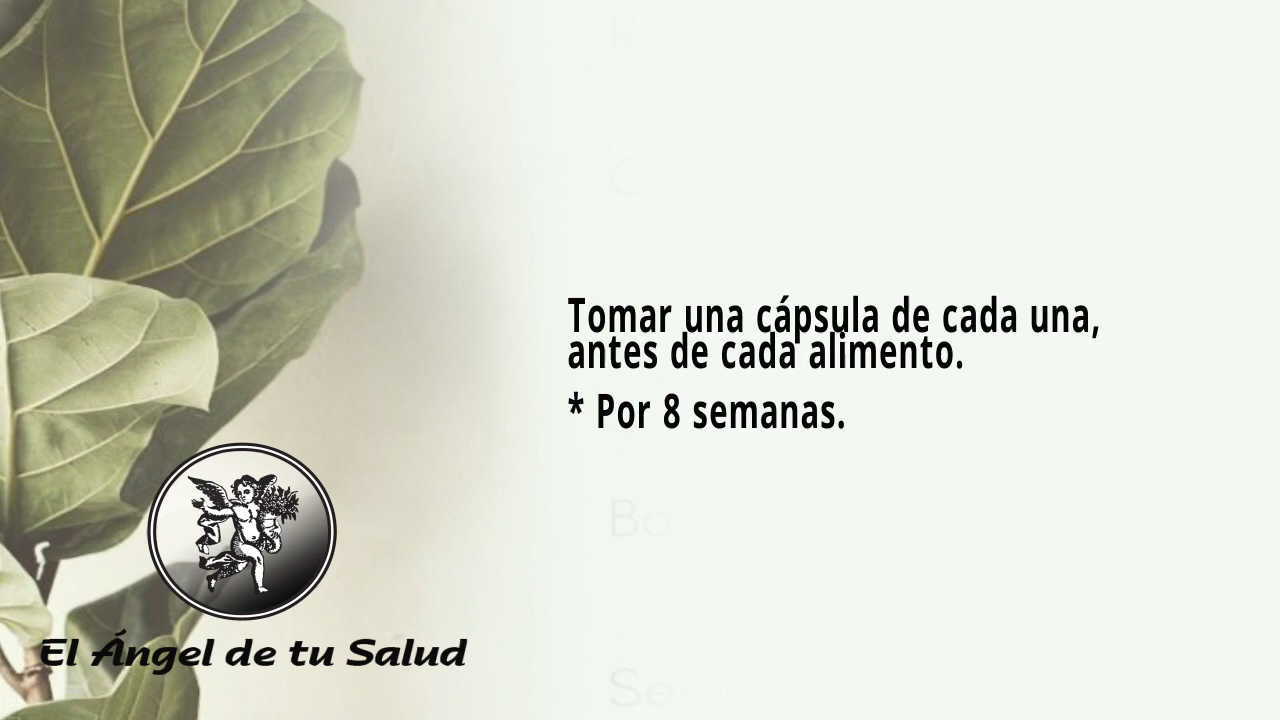 Tomar una cápsula de cada una,
antes de cada alimento.
* Por 8 semanas.
El Ángel de tu Salud